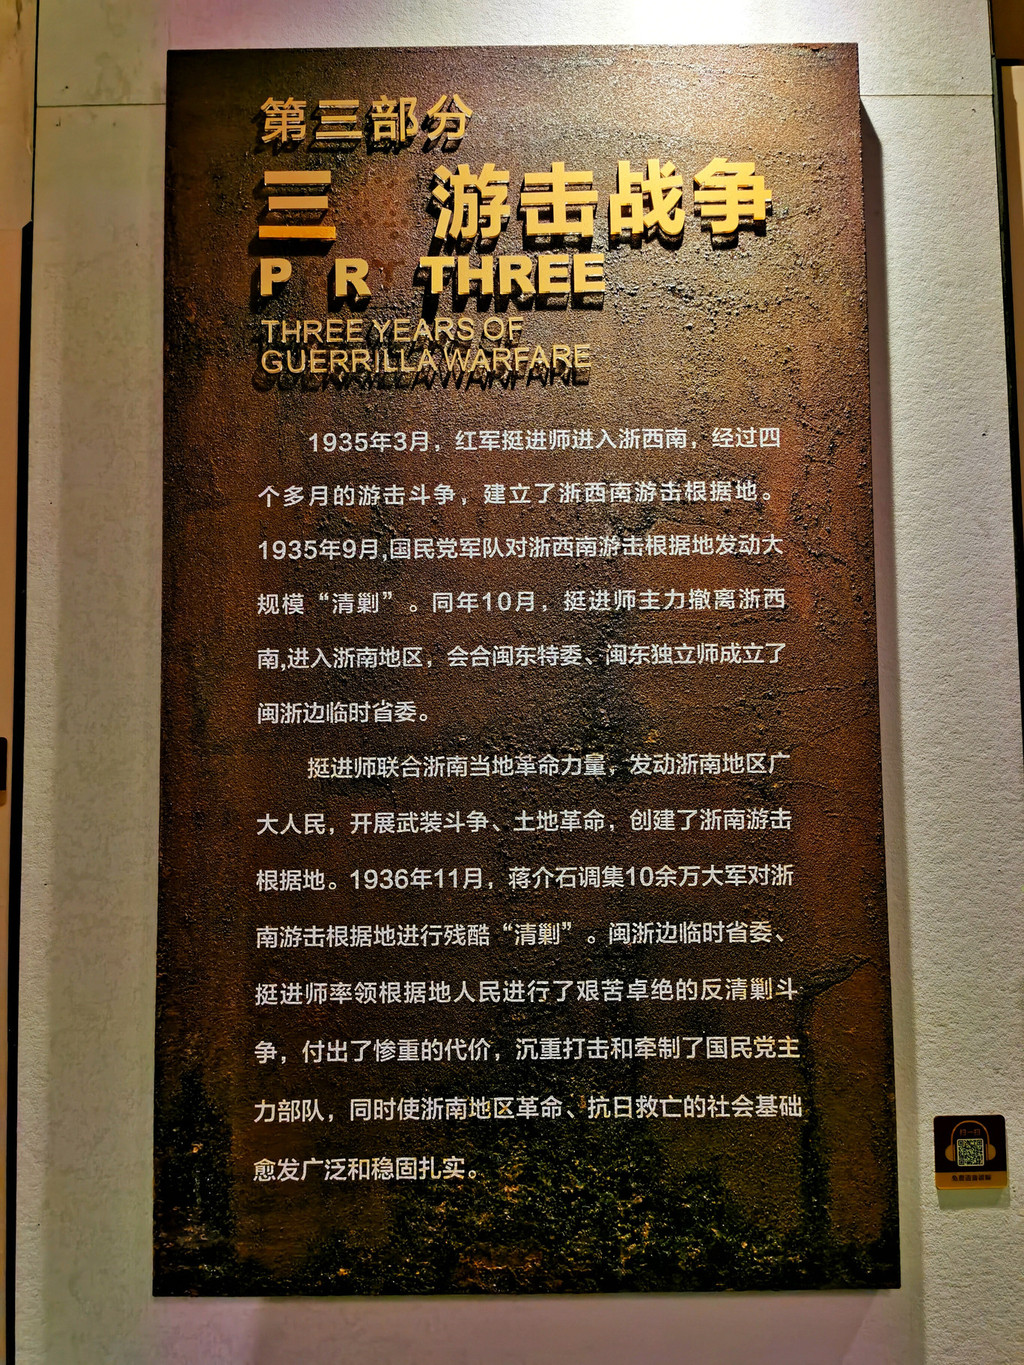 第三部分
三 游击战争
P R THREE
THREE YEARS OF
GUERRILLA WARFARE
1935年3月，红军挺进师进入浙西南，经过四
个多月的游击斗争，建立了浙西南游击根据地。
1935年9月,国民党军队对浙西南游击根据地发动大
规模“清剿”。同年10月，挺进师主力撤离浙西
南,进入浙南地区，会合闽东特委、闽东独立师成立了
闽浙边临时省委。
挺进师联合浙南当地革命力量，发动浙南地区广
大人民，开展武装斗争、土地革命，创建了浙南游击
根据地。1936年11月，蒋介石调集10余万大军对浙
南游击根据地进行残酷“清剿”。闽浙边临时省委、
挺进师率领根据地人民进行了艰苦卓绝的反清剿斗
争，付出了惨重的代价，沉重打击和牵制了国民党主
力部队，同时使浙南地区革命、抗日救亡的社会基础
愈发广泛和稳固扎实。
扫一扫